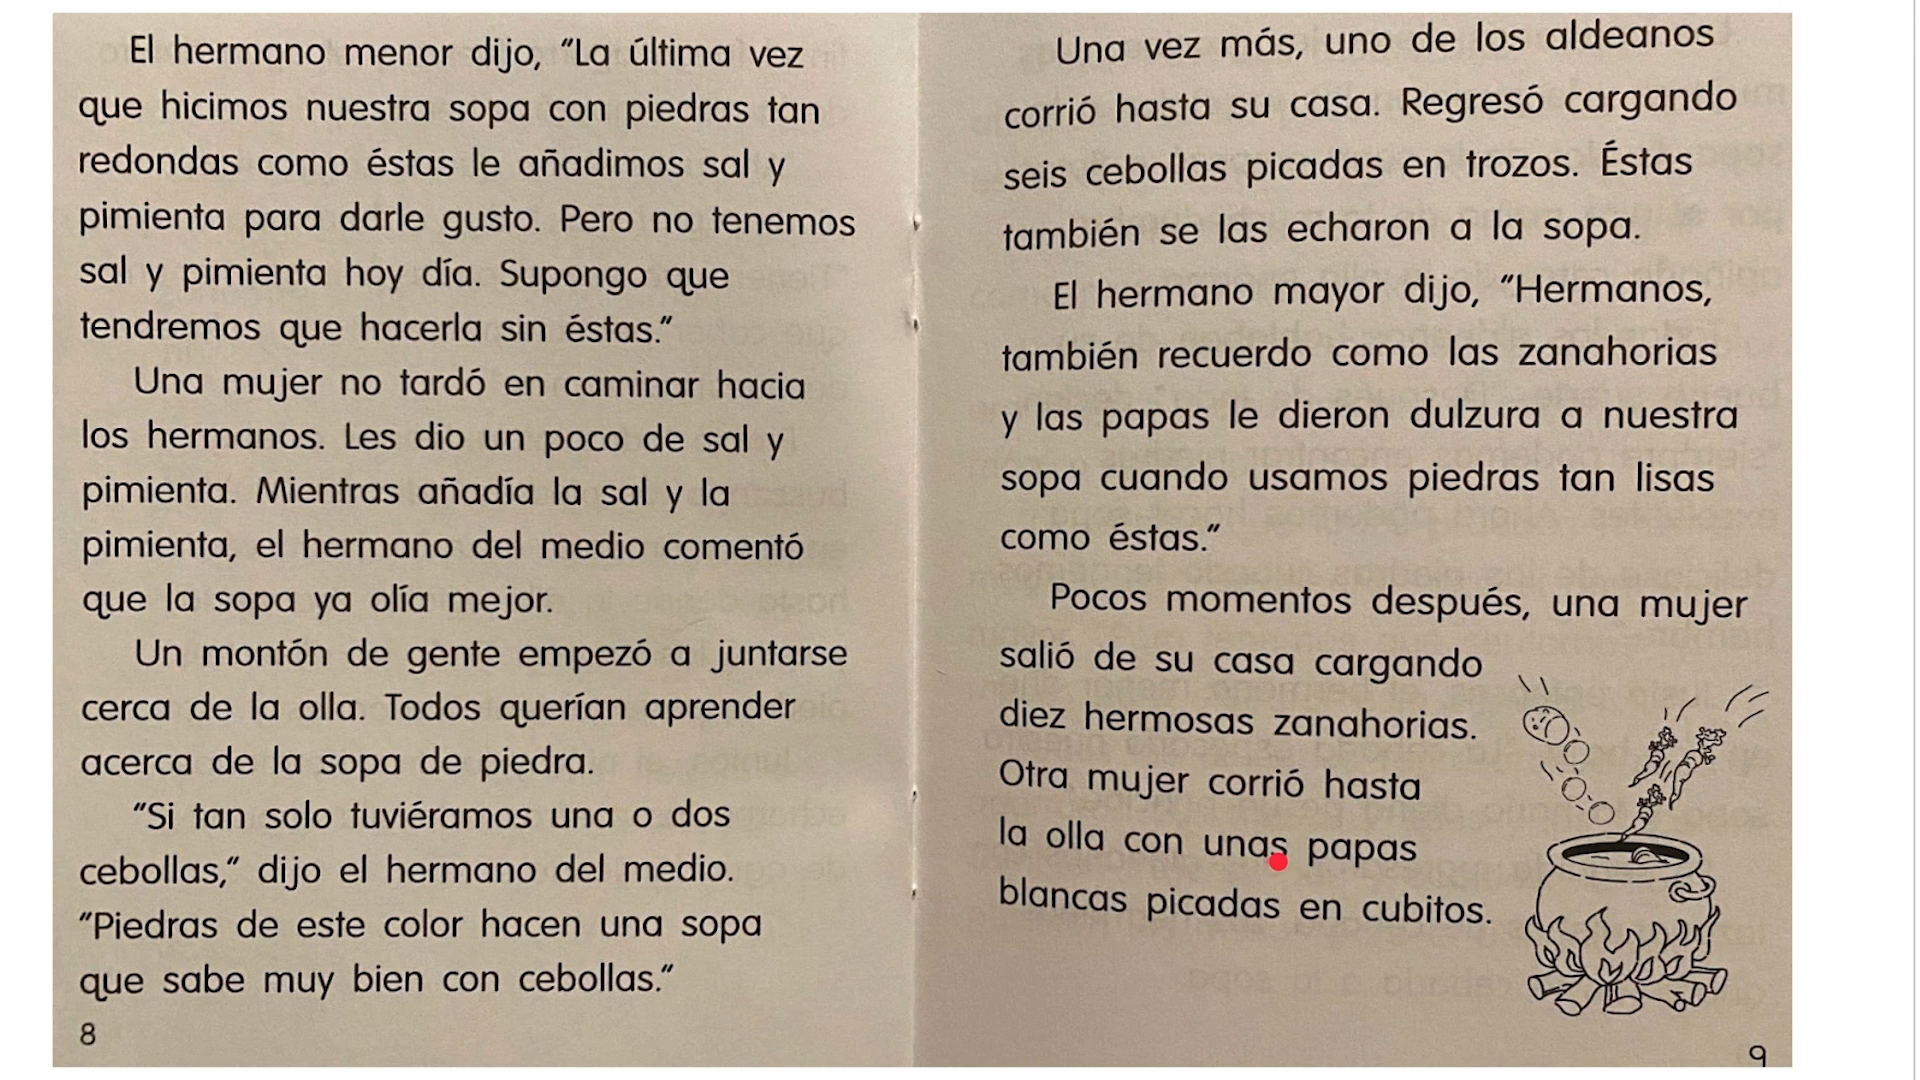 El hermano menor dijo, “La última vez
que hicimos nuestra sopa con piedras tan
redondas como éstas le añadimos sal y
pimienta para darle gusto. Pero no tenemos
sal y pimienta hoy día. Supongo que
tendremos que hacerla sin éstas.”
Una mujer no tardó en caminar hacia
los hermanos. Les dio un poco de sal y
pimienta. Mientras añadía la sal y la
pimienta, el hermano del medio comentó
que la sopa ya olía mejor.
Un montón de gente empezó a juntarse
cerca de la olla. Todos querían aprender
acerca de la sopa de piedra.
“Si tan solo tuviéramos una o dos
cebollas,” dijo el hermano del medio.
“Piedras de este color hacen una sopa
que sabe muy bien con cebollas.”
8
Una vez más, uno de los aldeanos
corrió hasta su casa. Regresó cargando
seis cebollas picadas en trozos. Éstas
también se las echaron a la sopa.
El hermano mayor dijo, “Hermanos,
también recuerdo como las zanahorias
y las papas le dieron dulzura a nuestra
sopa cuando usamos piedras tan lisas
como éstas.”
Pocos momentos después, una mujer
salió de su casa cargando
diez hermosas zanahorias.
Otra mujer corrió hasta
la olla con unas papas
blancas picadas en cubitos.
9